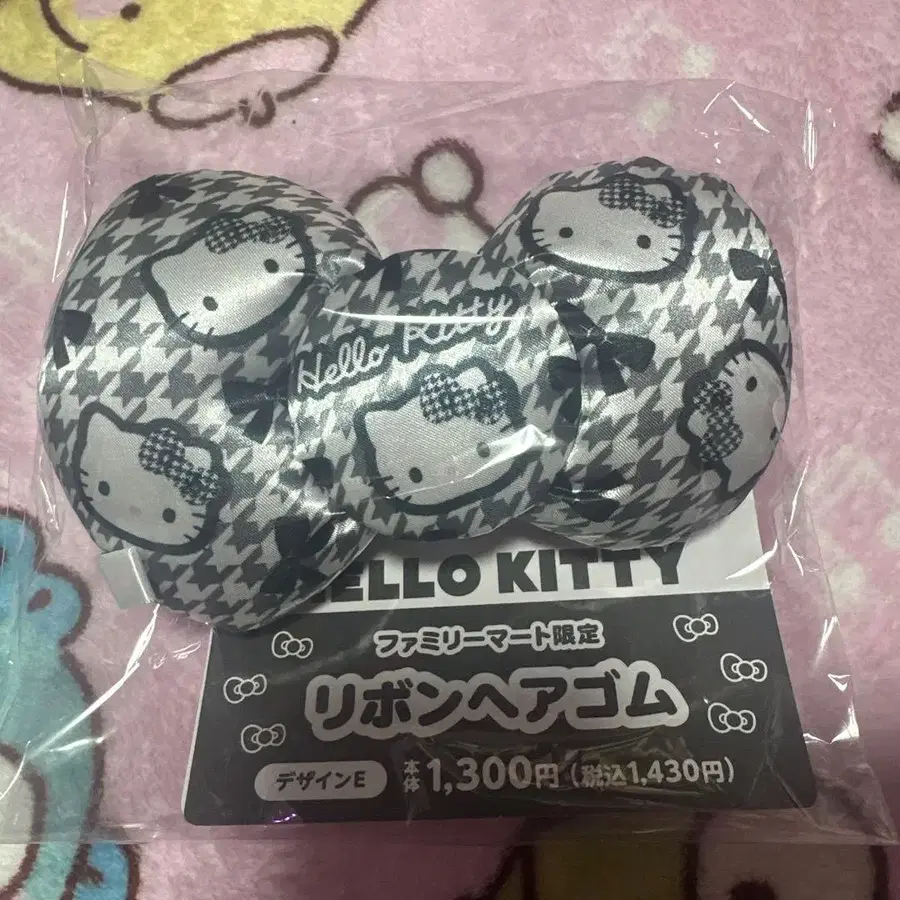 Hello Kitty
HELLO KITTY
ファミリーマート限定
リボンヘアゴム
デザインE
本体1,300円(税込1,430円)